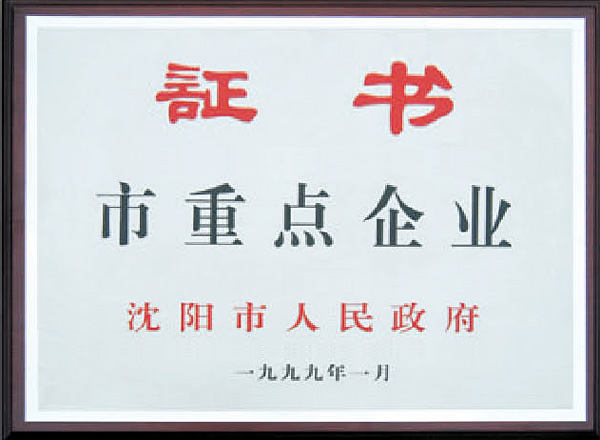 証书
市重点企业
沈阳市人民政府
一九九九年一月